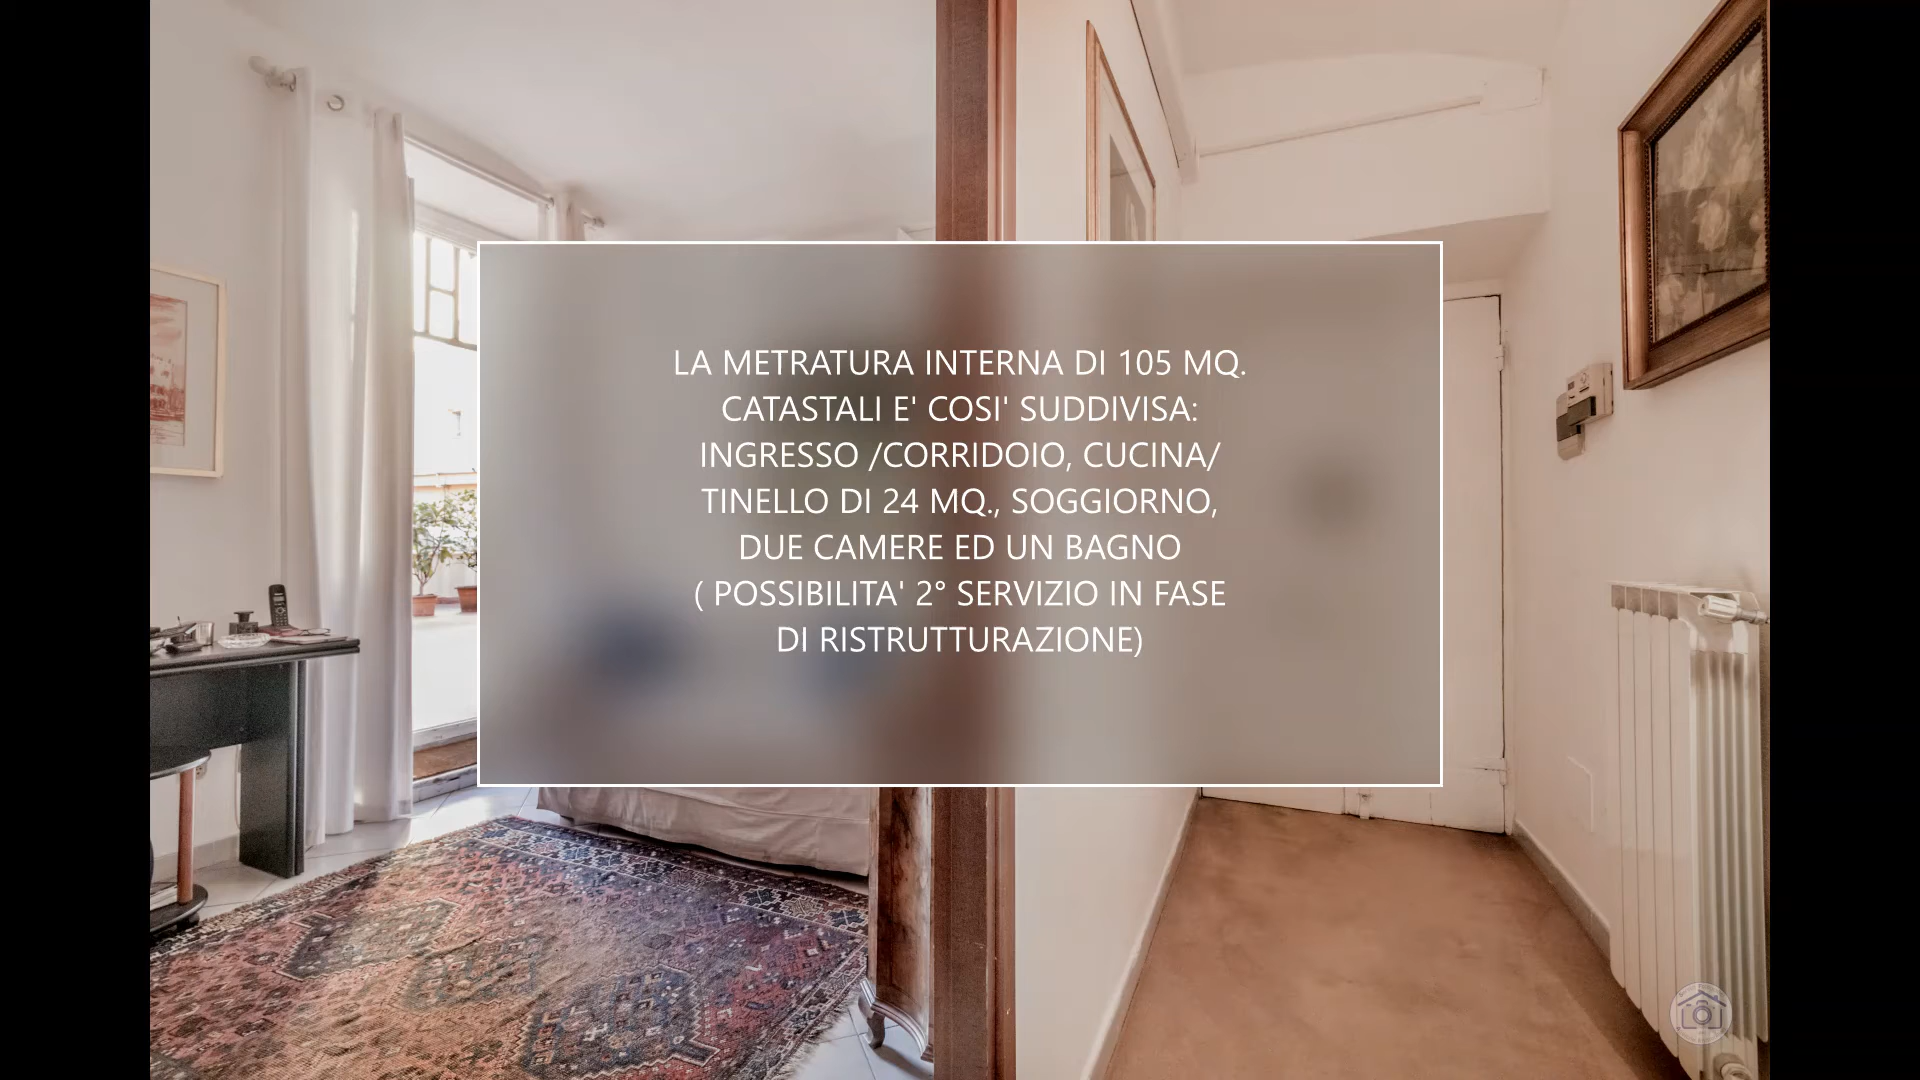 LA METRATURA INTERNA DI 105 MQ.
CATASTALI E' COSI' SUDDIVISA:
INGRESSO /CORRIDOIO, CUCINA/
TINELLO DI 24 MQ., SOGGIORNO,
DUE CAMERE ED UN BAGNO
( POSSIBILITA' 2° SERVIZIO IN FASE
DI RISTRUTTURAZIONE)